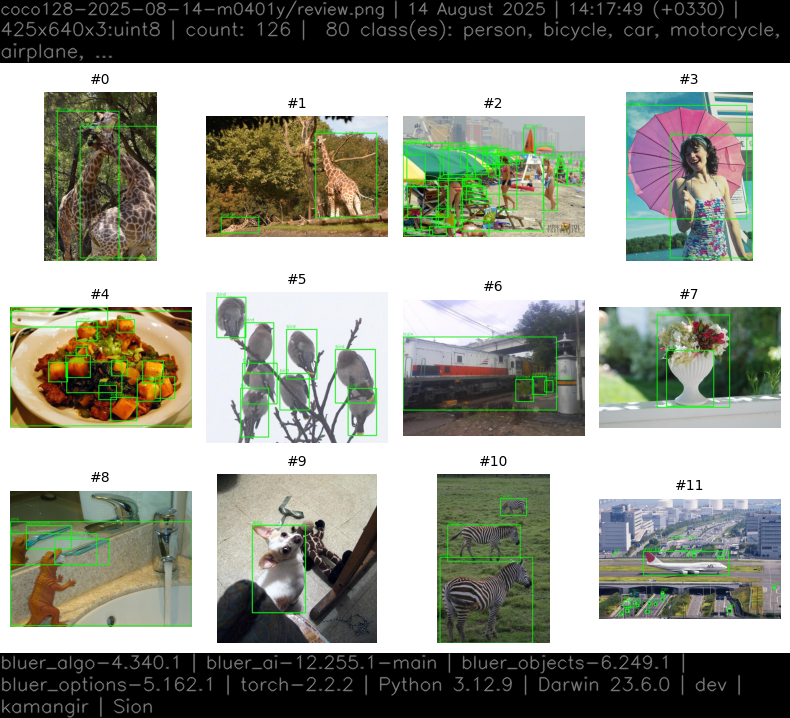 coco128-2025-08-14-m0401y/review.png | 14 August 2025 | 14:17:49 (+0330) |
425x640x3:uint8 | count: 126 |  80 class(es): person, bicycle, car, motorcycle,
airplane, ...
#0
#1
#2
#3
#4
#5
#6
#7
#8
#9
#10
#11
bluer_algo-4.340.1 | bluer_ai-12.255.1-main | bluer_objects-6.249.1 |
bluer_options-5.162.1 | torch-2.2.2 | Python 3.12.9 | Darwin 23.6.0 | dev |
kamangir | Sion